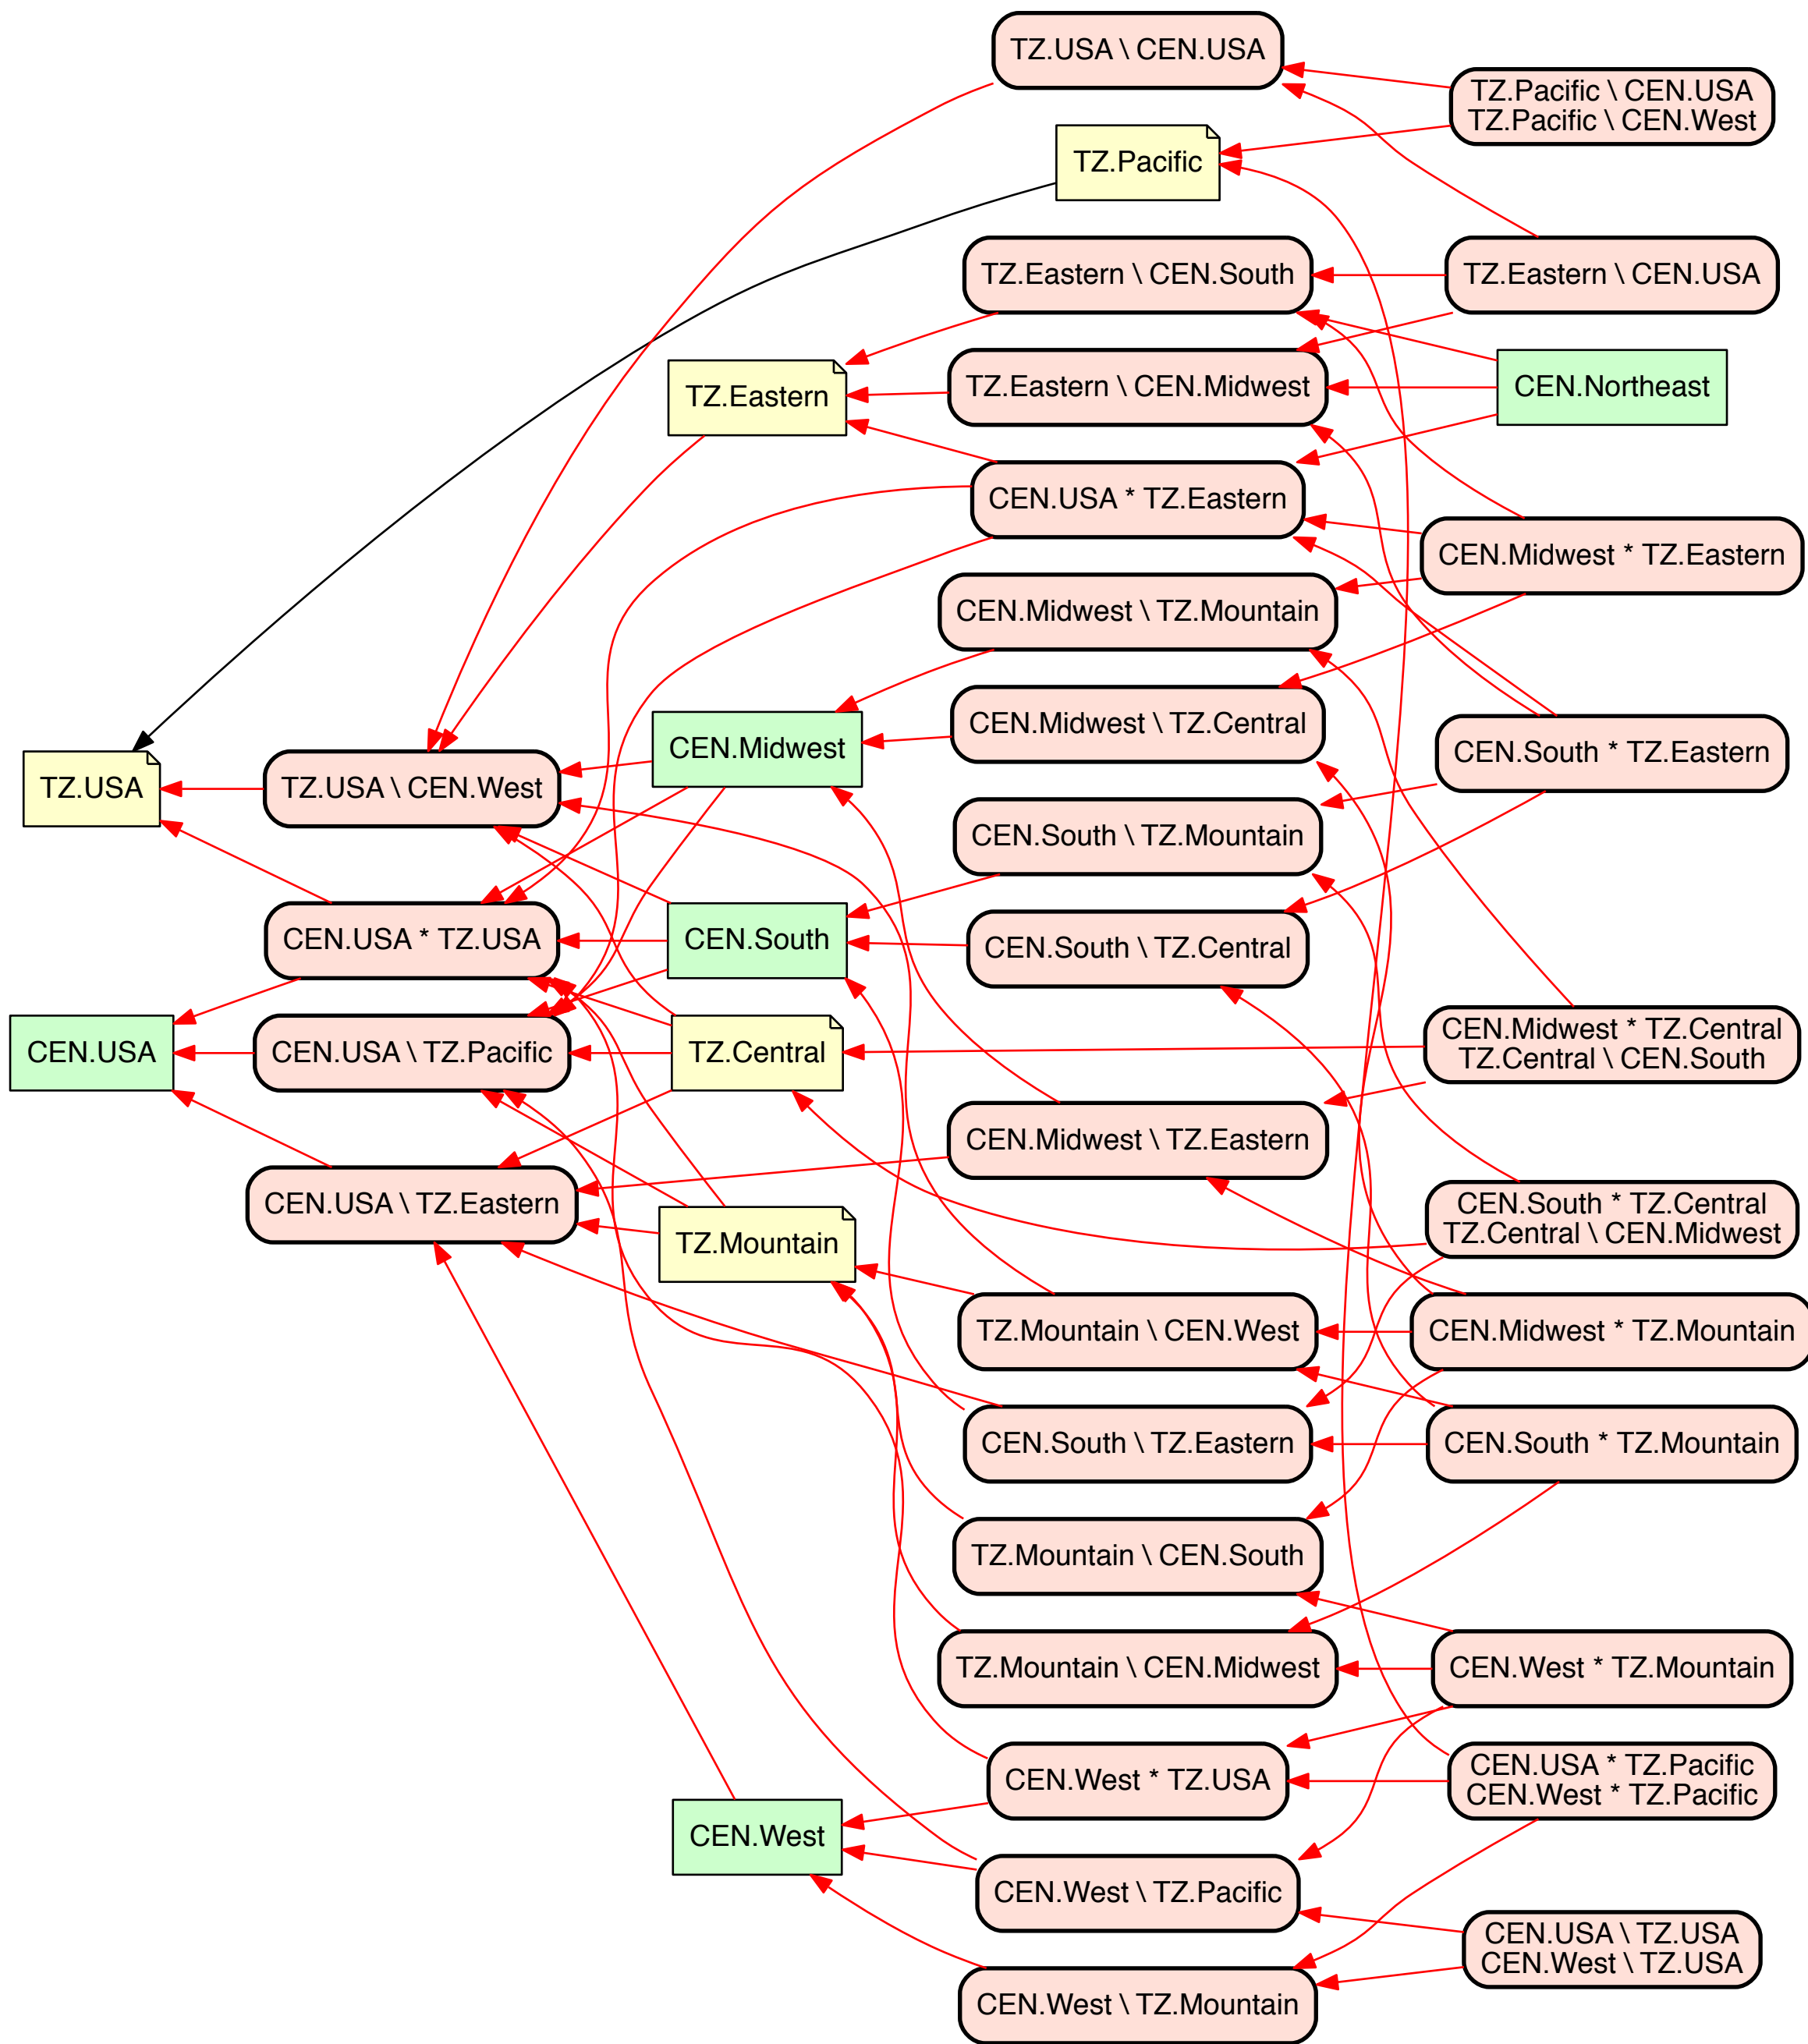 TZ.USA \ CEN.USA
TZ.Pacific \ CEN.USA
TZ.Pacific \ CEN.West
TZ.Pacific
TZ.Eastern \ CEN.South
TZ.Eastern \ CEN.USA
TZ.Eastern
TZ.Eastern \ CEN.Midwest
CEN.Northeast
CEN.USA * TZ.Eastern
CEN.Midwest * TZ.Eastern
CEN.Midwest \ TZ.Mountain
CEN.Midwest
CEN.Midwest \ TZ.Central
CEN.South * TZ.Eastern
TZ.USA
TZ.USA \ CEN.West
CEN.South \ TZ.Mountain
CEN.USA * TZ.USA
CEN.South
CEN.South \ TZ.Central
CEN.USA
CEN.USA \ TZ.Pacific
TZ.Central
CEN.Midwest * TZ.Central
TZ.Central \ CEN.South
CEN.Midwest \ TZ.Eastern
CEN.USA \ TZ.Eastern
TZ.Mountain
CEN.South * TZ.Central
TZ.Central \ CEN.Midwest
TZ.Mountain \ CEN.West
CEN.Midwest * TZ.Mountain
CEN.South \ TZ.Eastern
CEN.South * TZ.Mountain
TZ.Mountain \ CEN.South
TZ.Mountain \ CEN.Midwest
CEN.West * TZ.Mountain
CEN.West * TZ.USA
CEN.USA * TZ.Pacific
CEN.West * TZ.Pacific
CEN.West
CEN.West \ TZ.Pacific
CEN.USA \ TZ.USA
CEN.West \ TZ.USA
CEN.West \ TZ.Mountain